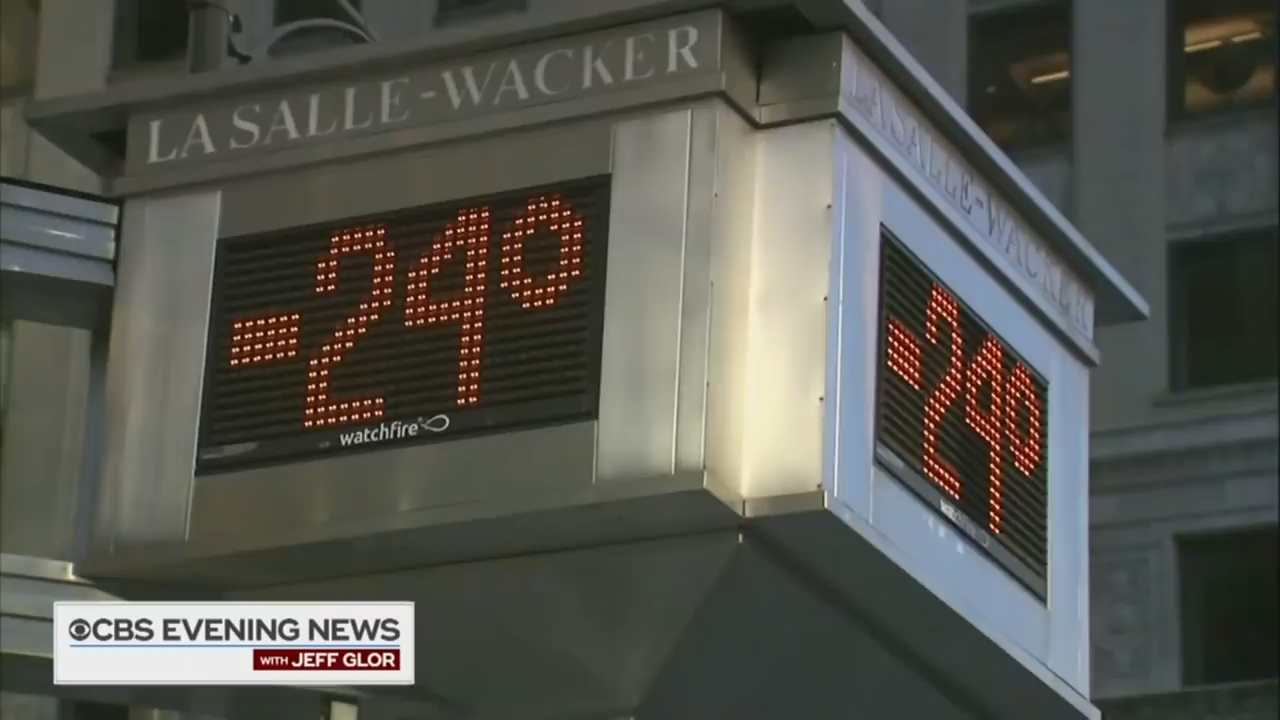 LA SALLE-WACKER
LA SALLE-WACKER
-24°
watchfire
-24°
CBS EVENING NEWS
WITH JEFF GLOR